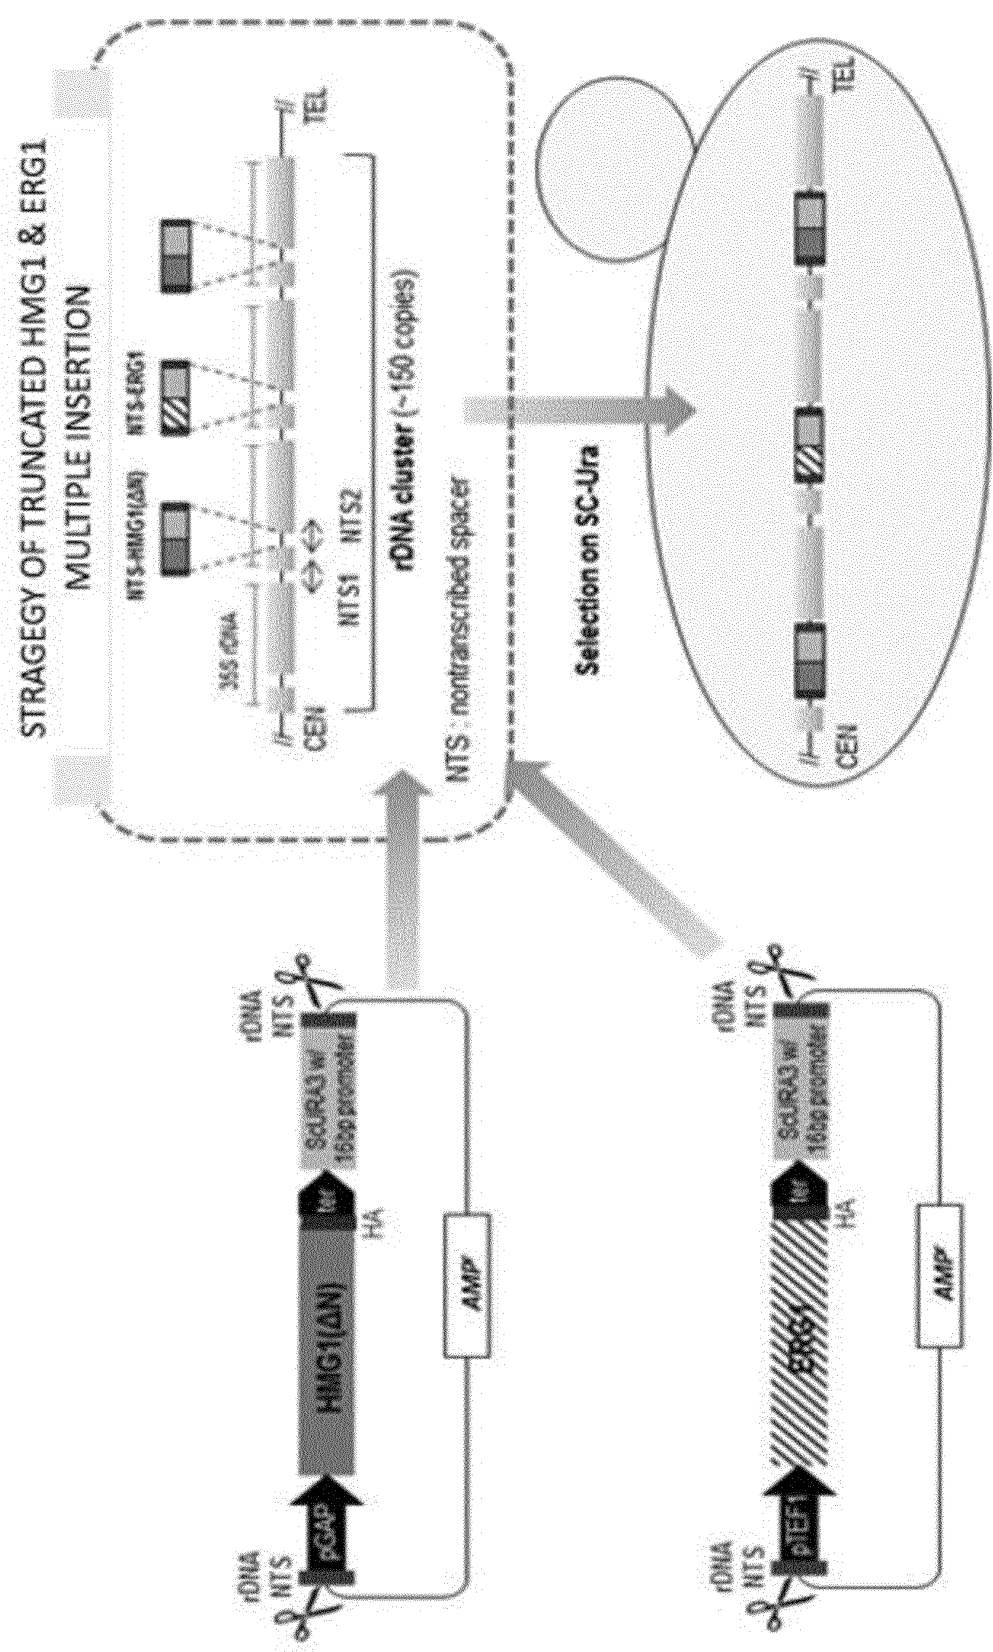 STRAGEGY OF TRUNCATED HMG1 & ERG1
MULTIPLE INSERTION
NTS-HMG1(ΔN)
NTS-ERG1
35S rDNA
CEN
TEL
NTS1
NTS2
rDNA cluster (~150 copies)
NTS : nontranscribed spacer
rDNA
NTS
pGAP
HMG1(ΔN)
HA
ter
ScURA3 w/
16bp promoter
rDNA
NTS
AMPr
Selection on SC-Ura
rDNA
NTS
pTEF1
ERG1
HA
ter
ScURA3 w/
16bp promoter
rDNA
NTS
AMPr
CEN
TEL